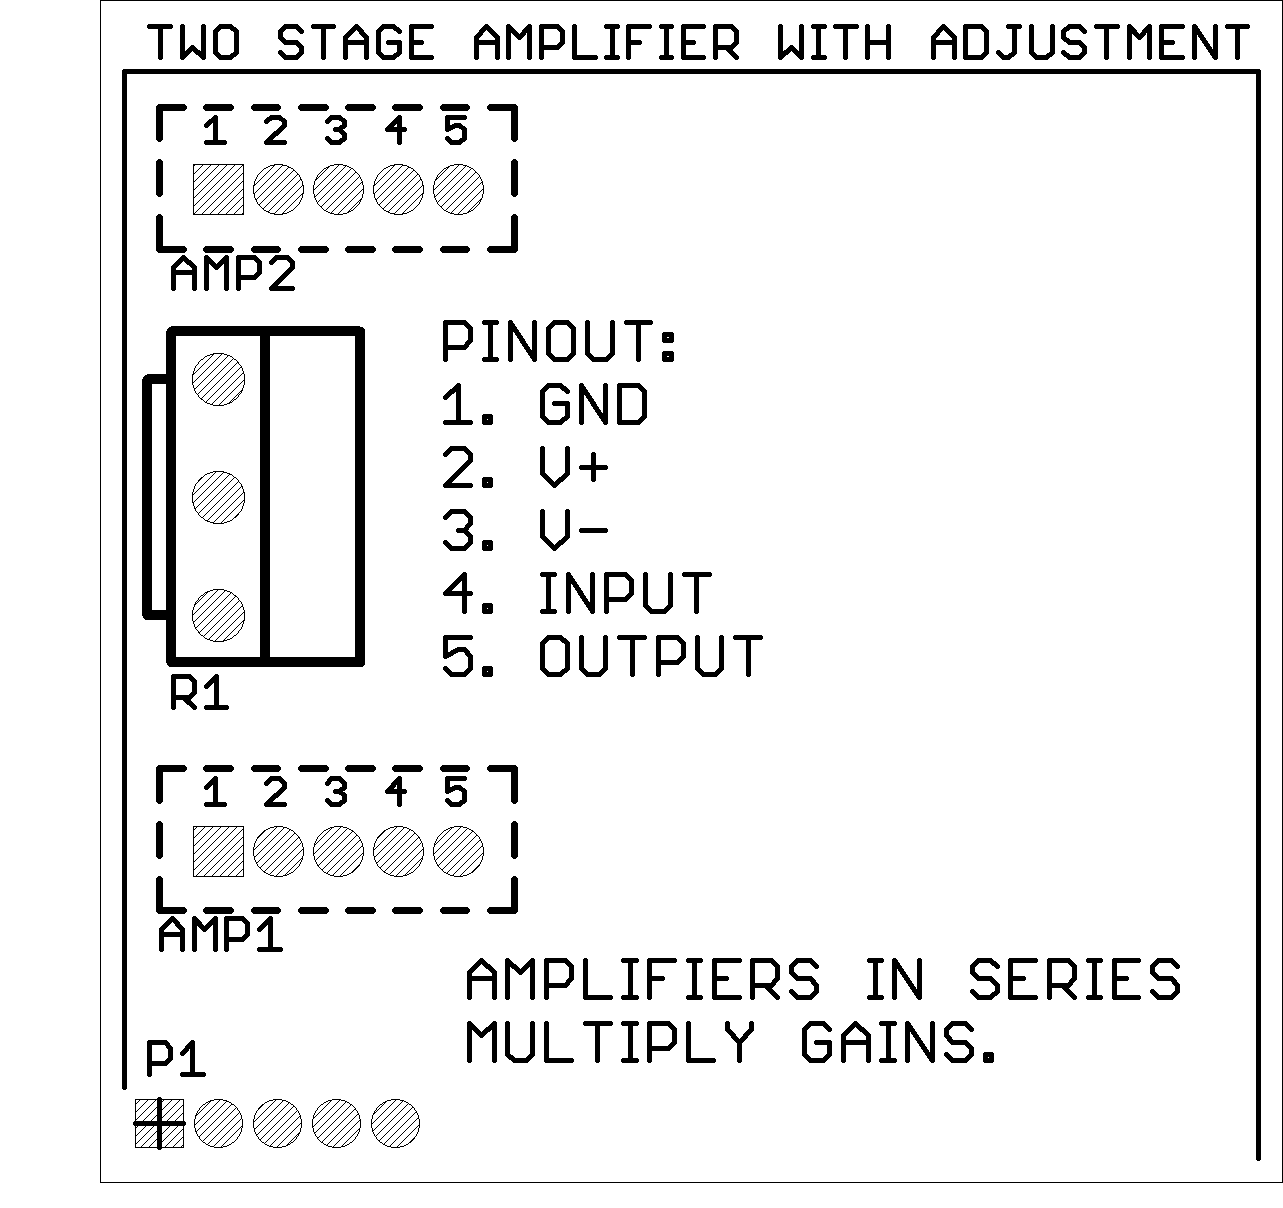 TWO STAGE AMPLIFIER WITH ADJUSTMENT
1 2 3 4 5
AMP2
PINOUT:
1. GND
2. V+
3. V-
4. INPUT
5. OUTPUT
R1
1 2 3 4 5
AMP1
AMPLIFIERS IN SERIES
MULTIPLY GAINS.
P1